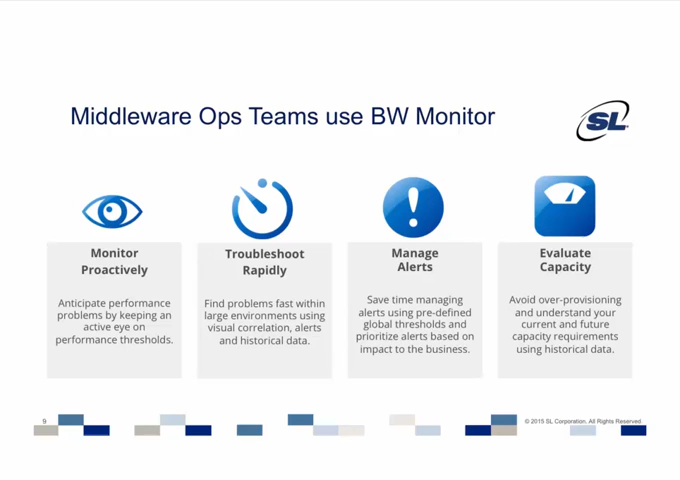 Middleware Ops Teams use BW Monitor
SL
Monitor
Proactively
Anticipate performance
problems by keeping an
active eye on
performance thresholds.
Troubleshoot
Rapidly
Find problems fast within
large environments using
visual correlation, alerts
and historical data.
Manage
Alerts
Save time managing
alerts using pre-defined
global thresholds and
prioritize alerts based on
impact to the business.
Evaluate
Capacity
Avoid over-provisioning
and understand your
current and future
capacity requirements
using historical data.
9
© 2015 SL Corporation. All Rights Reserved.